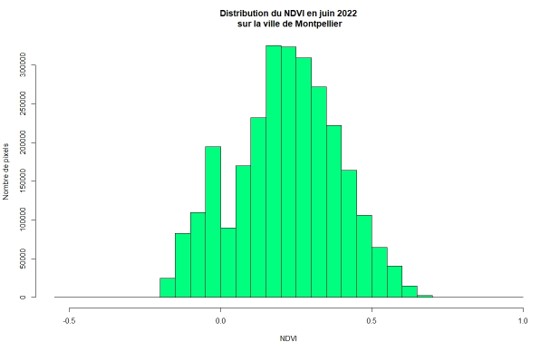 Distribution du NDVI en juin 2022
sur la ville de Montpellier
Nombre de pixels
300000
250000
200000
150000
100000
50000
0
-0.5
0.0
0.5
1.0
NDVI